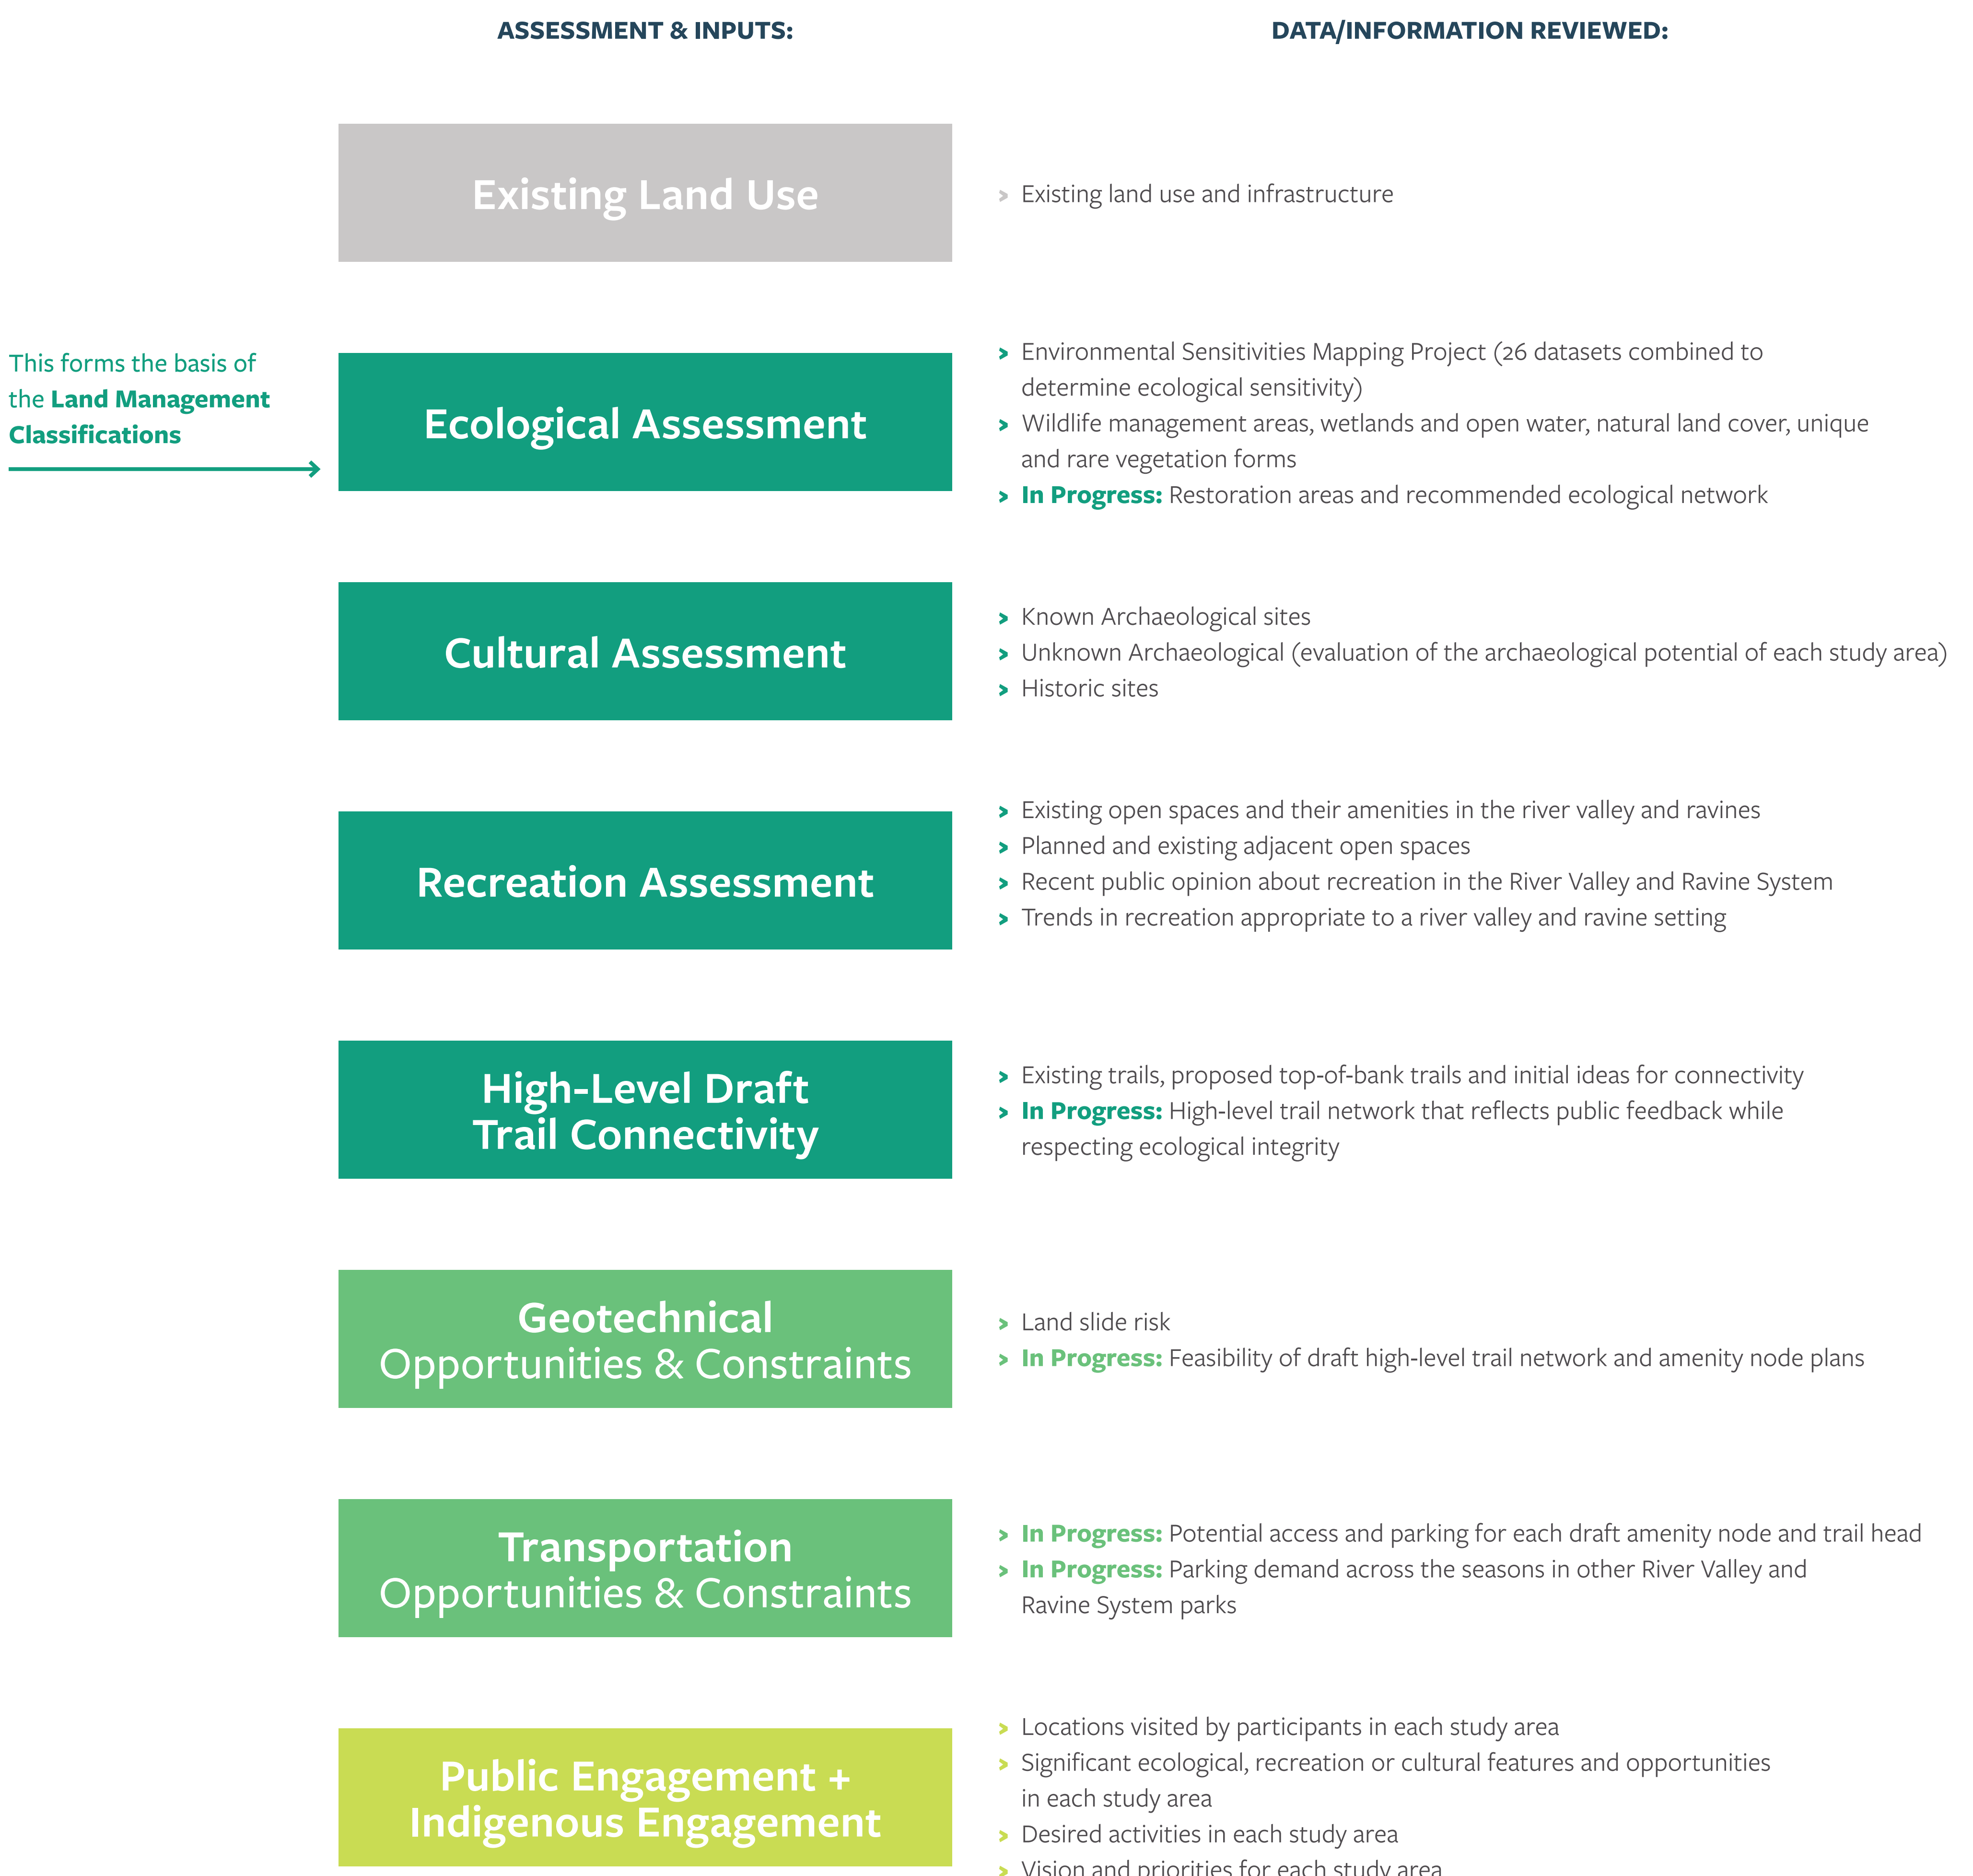 ASSESSMENT & INPUTS:
DATA/INFORMATION REVIEWED:
Existing Land Use
> Existing land use and infrastructure
This forms the basis of
the Land Management
Classifications
Ecological Assessment
> Environmental Sensitivities Mapping Project (26 datasets combined to
determine ecological sensitivity)
> Wildlife management areas, wetlands and open water, natural land cover, unique
and rare vegetation forms
> In Progress: Restoration areas and recommended ecological network
Cultural Assessment
> Known Archaeological sites
> Unknown Archaeological (evaluation of the archaeological potential of each study area)
> Historic sites
Recreation Assessment
> Existing open spaces and their amenities in the river valley and ravines
> Planned and existing adjacent open spaces
> Recent public opinion about recreation in the River Valley and Ravine System
> Trends in recreation appropriate to a river valley and ravine setting
High-Level Draft
Trail Connectivity
> Existing trails, proposed top-of-bank trails and initial ideas for connectivity
> In Progress: High-level trail network that reflects public feedback while
respecting ecological integrity
Geotechnical
Opportunities & Constraints
> Land slide risk
> In Progress: Feasibility of draft high-level trail network and amenity node plans
Transportation
Opportunities & Constraints
> In Progress: Potential access and parking for each draft amenity node and trail head
> In Progress: Parking demand across the seasons in other River Valley and
Ravine System parks
Public Engagement +
Indigenous Engagement
> Locations visited by participants in each study area
> Significant ecological, recreation or cultural features and opportunities
in each study area
> Desired activities in each study area
> Vision and priorities for each study area